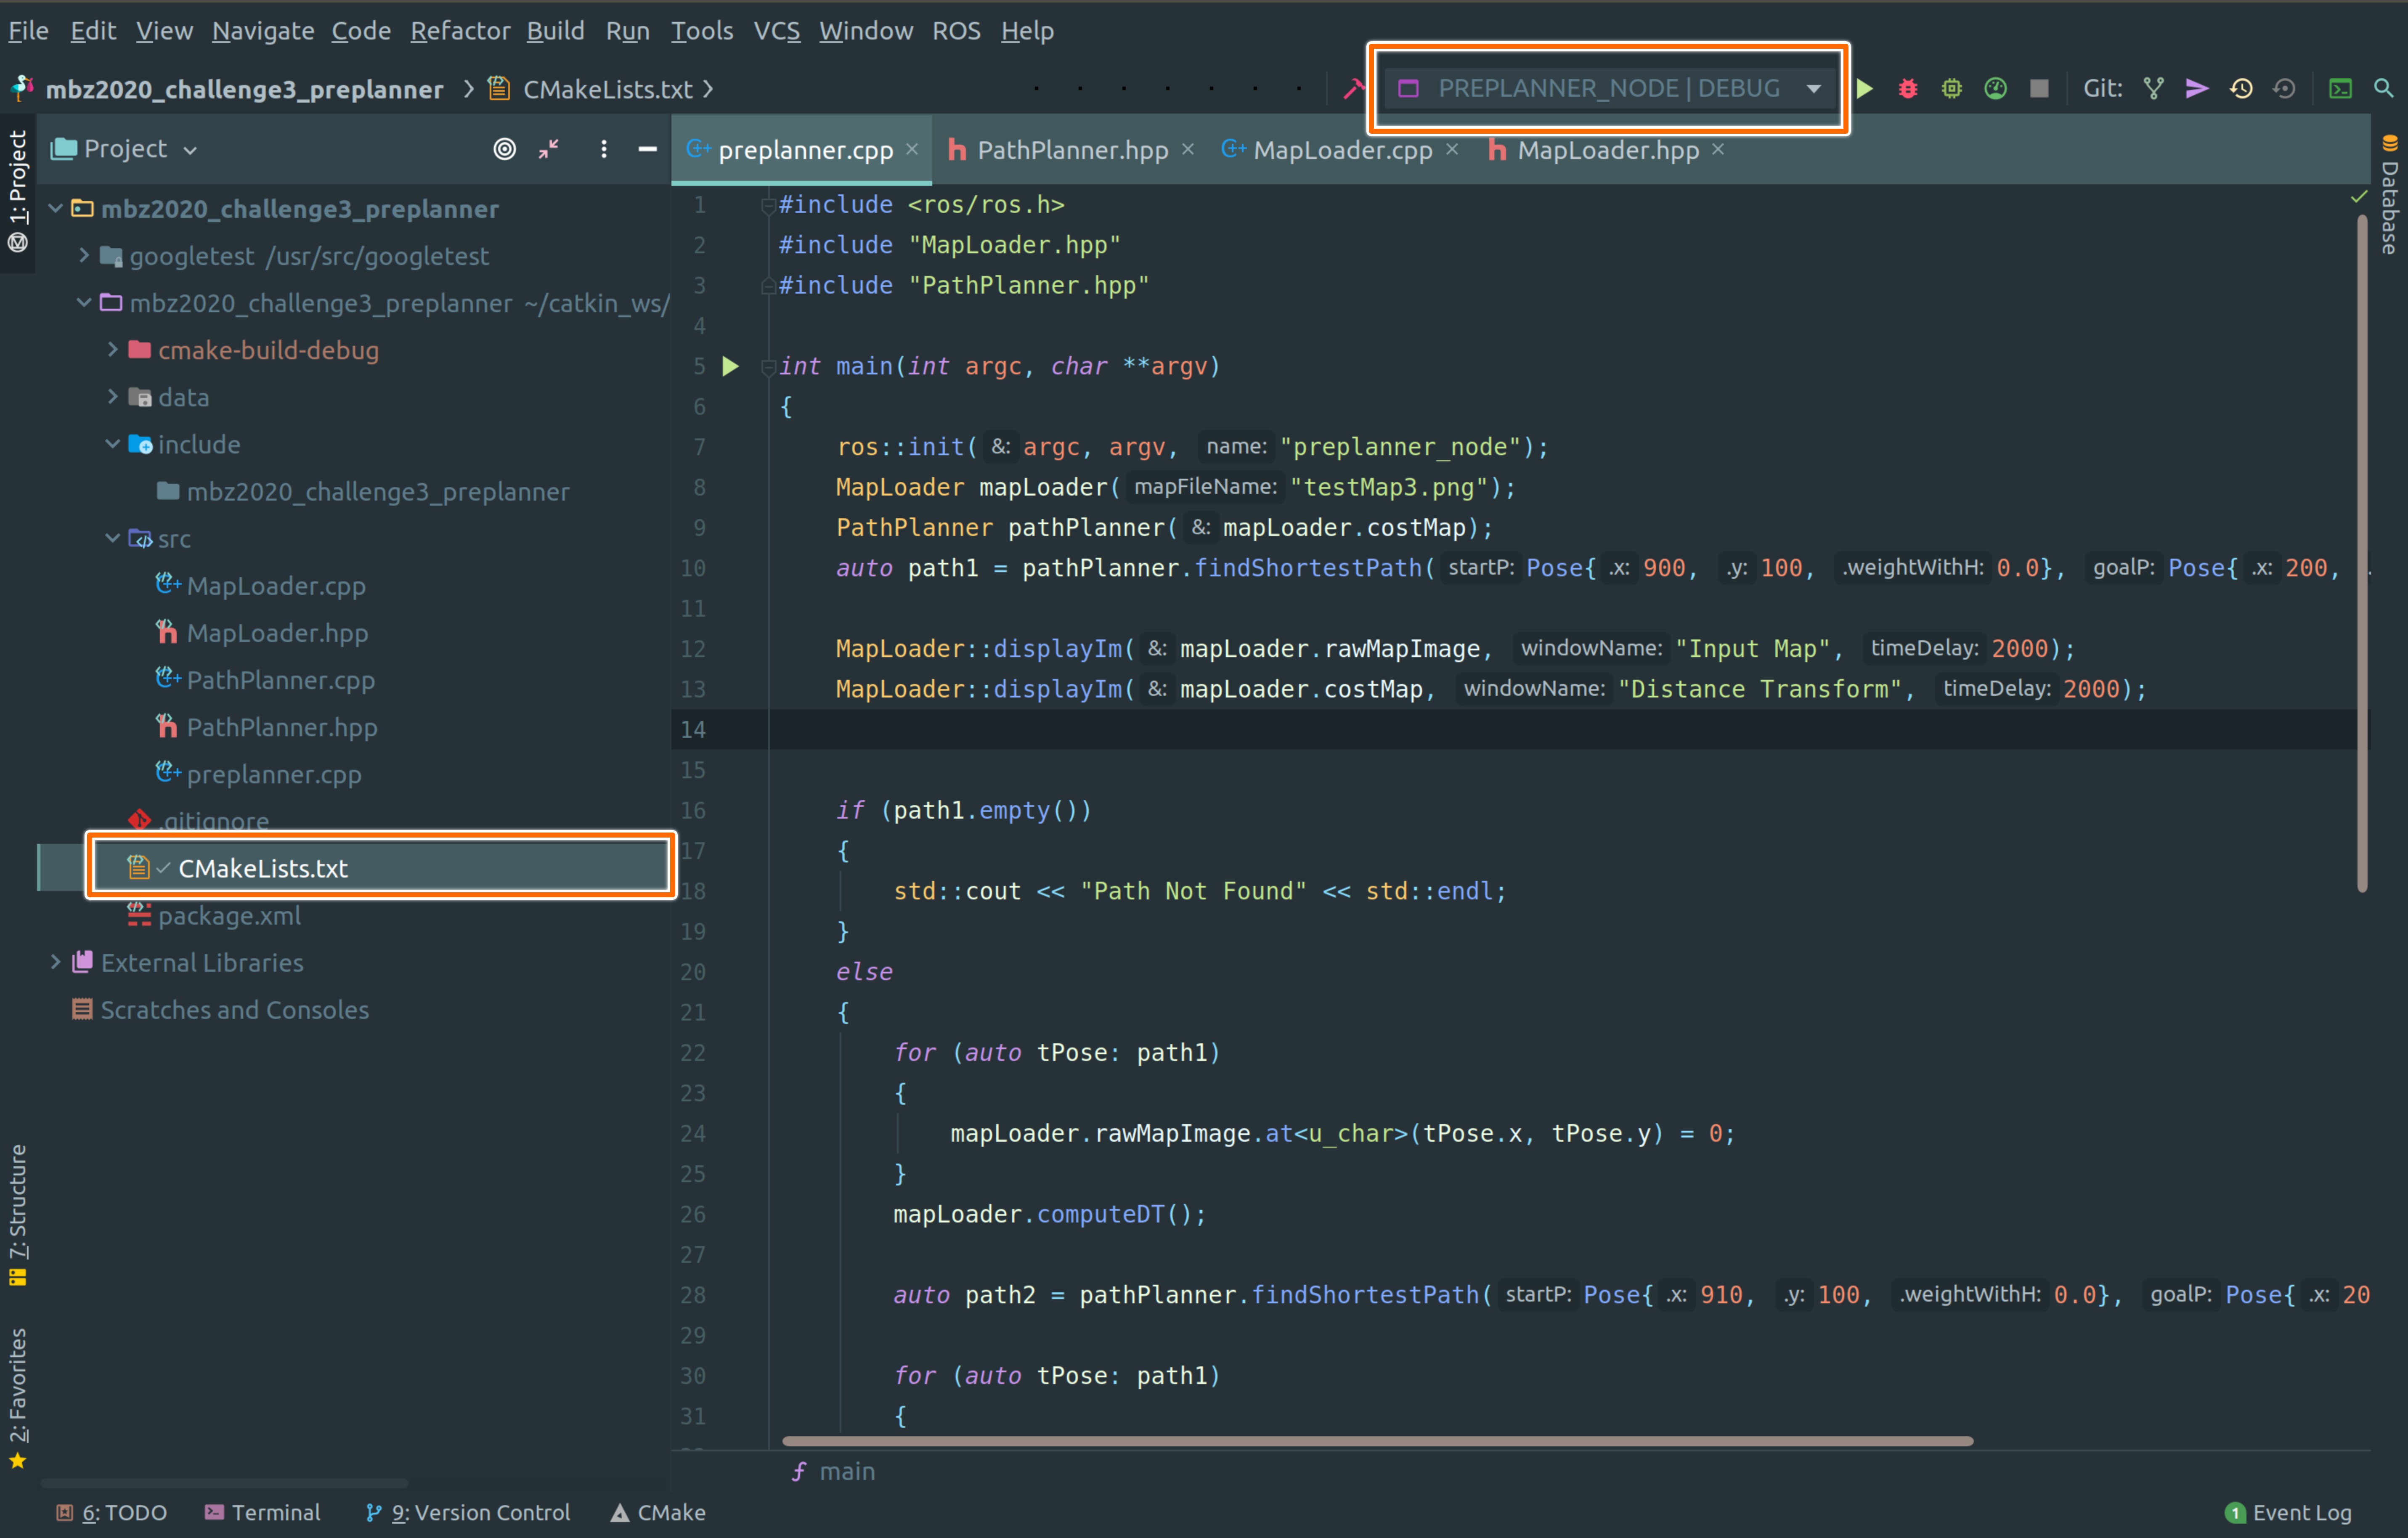 File Edit View Navigate Code Refactor Build Run Tools VCS Window ROS Help
mbz2020_challenge3_preplanner CMakeLists.txt PREPLANNER_NODE | DEBUG Git:
1: Project
Project
preplanner.cpp PathPlanner.hpp MapLoader.cpp MapLoader.hpp
Database
mbz2020_challenge3_preplanner
googletest /usr/src/googletest
mbz2020_challenge3_preplanner ~/catkin_ws/
cmake-build-debug
data
include
mbz2020_challenge3_preplanner
src
MapLoader.cpp
MapLoader.hpp
PathPlanner.cpp
PathPlanner.hpp
preplanner.cpp
.gitignore
CMakeLists.txt
package.xml
External Libraries
Scratches and Consoles
7: Structure
2: Favorites
1 #include <ros/ros.h>
2 #include "MapLoader.hpp"
3 #include "PathPlanner.hpp"
4
5 int main(int argc, char **argv)
6 {
7 ros::init( &: argc, argv, name: "preplanner_node");
8 MapLoader mapLoader( mapFileName: "testMap3.png");
9 PathPlanner pathPlanner( &: mapLoader.costMap);
10 auto path1 = pathPlanner.findShortestPath( startP: Pose{ .x: 900, .y: 100, .weightWithH: 0.0}, goalP: Pose{ .x: 200, .
11
12 MapLoader::displayIm( &: mapLoader.rawMapImage, windowName: "Input Map", timeDelay: 2000);
13 MapLoader::displayIm( &: mapLoader.costMap, windowName: "Distance Transform", timeDelay: 2000);
14
15
16 if (path1.empty())
17 {
18 std::cout << "Path Not Found" << std::endl;
19 }
20 else
21 {
22 for (auto tPose: path1)
23 {
24 mapLoader.rawMapImage.at<u_char>(tPose.x, tPose.y) = 0;
25 }
26 mapLoader.computeDT();
27
28 auto path2 = pathPlanner.findShortestPath( startP: Pose{ .x: 910, .y: 100, .weightWithH: 0.0}, goalP: Pose{ .x: 20
29
30 for (auto tPose: path1)
31 {
f main
6: TODO Terminal 9: Version Control CMake 1 Event Log